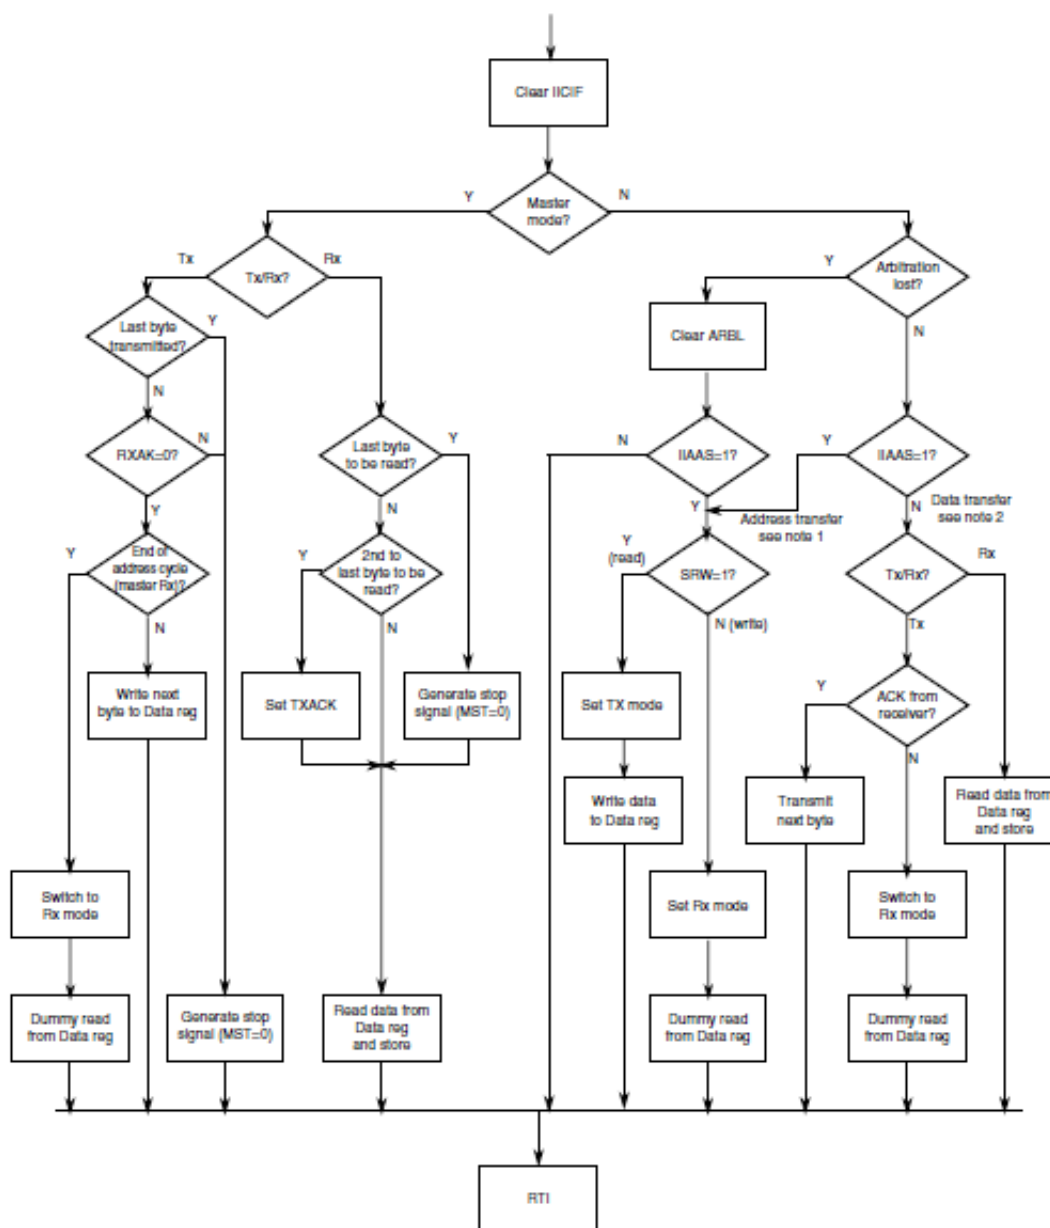 Clear IICIF
Y
N
Master
mode?
Tx
Rx
Tx/Rx?
Y
Arbitration
lost?
Last byte
transmitted?
Y
Clear ARBL
N
N
RXAK=0?
N
Last byte
to be read?
Y
N
IIAAS=1?
Y
IIAAS=1?
Y
N
Y
Address transfer
see note 1
N
Data transfer
see note 2
Y
End of
address cycle
(master Rx)?
Y
2nd to
last byte to be
read?
Y
(read)
SRW=1?
Tx/Rx?
Rx
N
N
N (write)
Tx
Write next
byte to Data reg
Set TXACK
Generate stop
signal (MST=0)
Set TX mode
Y
ACK from
receiver?
N
Write data
to Data reg
Transmit
next byte
Read data from
Data reg
and store
Switch to
Rx mode
Set Rx mode
Switch to
Rx mode
Dummy read
from Data reg
Generate stop
signal (MST=0)
Read data from
Data reg
and store
Dummy read
from Data reg
Dummy read
from Data reg
RTI